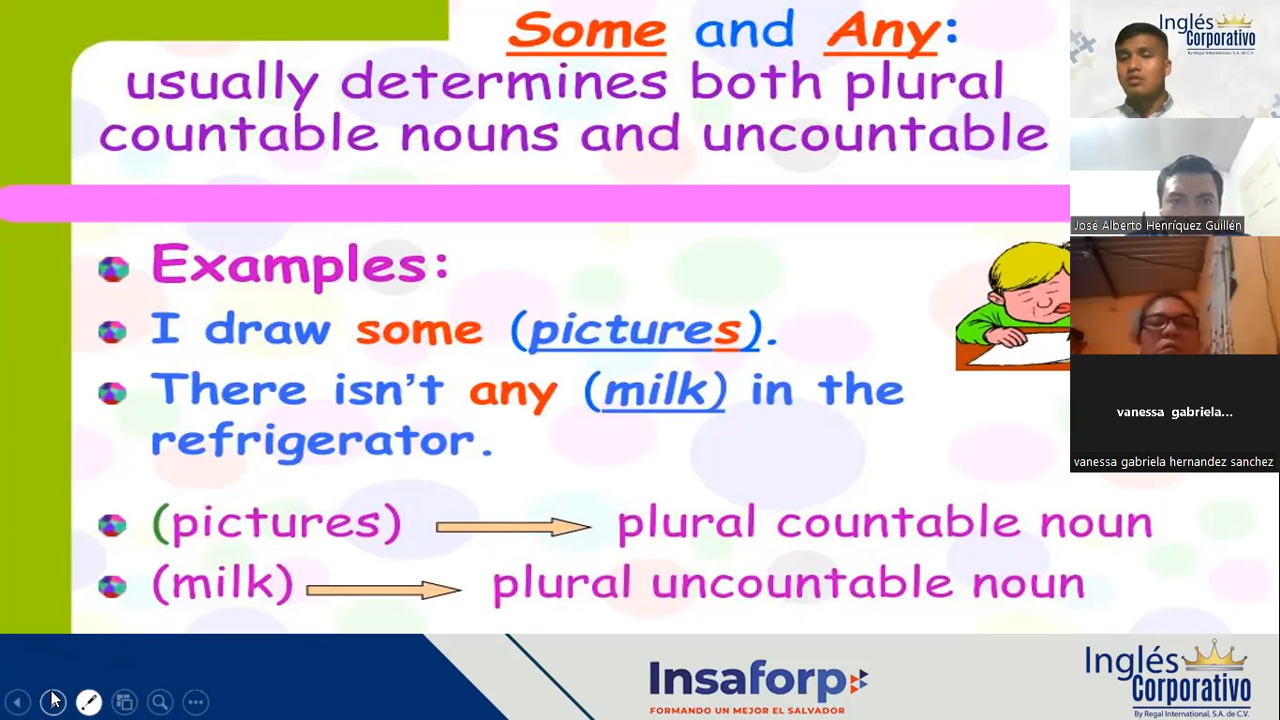 Some and Any:
usually determines both plural
countable nouns and uncountable
Examples:
I draw some (pictures).
There isn't any (milk) in the
refrigerator.
(pictures) plural countable noun
(milk) plural uncountable noun
Inglés
Corporativo
By Regal International, S.A. de C.V.
José Alberto Henríquez Guillén
vanessa gabriela...
vanessa gabriela hernandez sanchez
Insaforp
FORMANDO UN MEJOR EL SALVADOR
Inglés
Corporativo
By Regal International, S.A. de C.V.